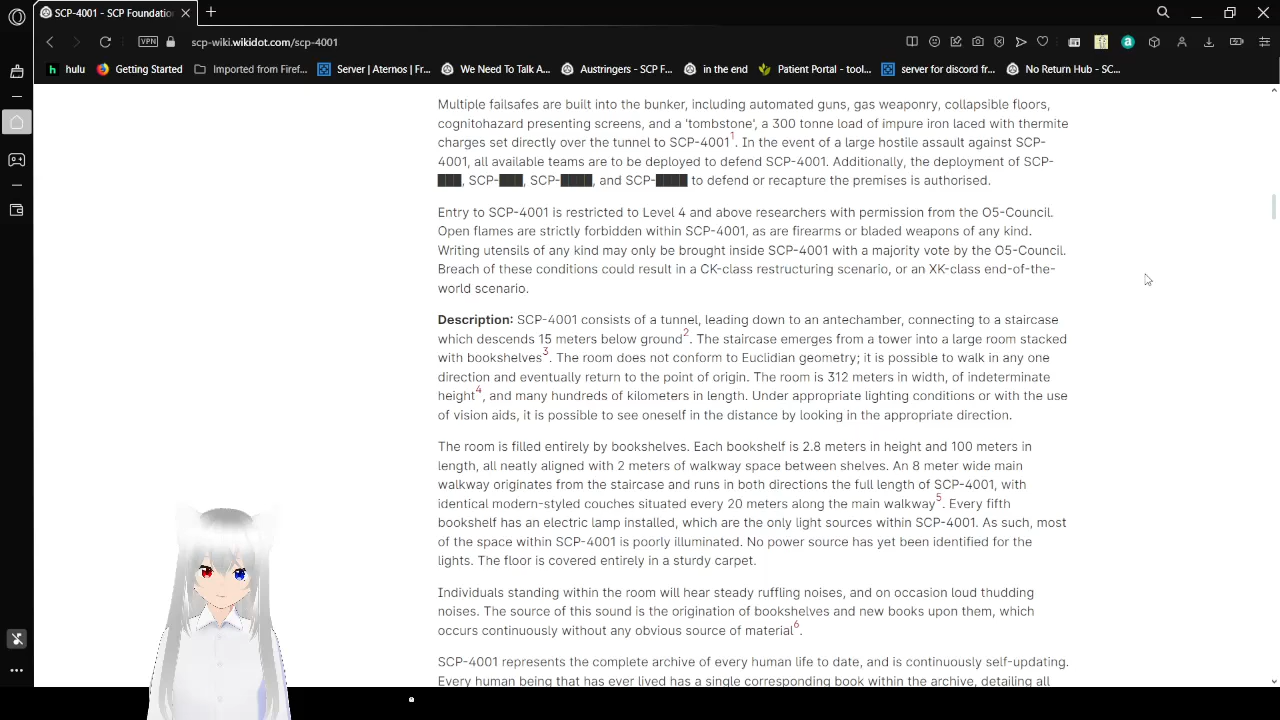 SCP-4001 - SCP Foundatio
VPN
scp-wiki.wikidot.com/scp-4001
hulu
Getting Started
Imported from Firef...
Server | Aternos | Fr...
We Need To Talk A...
Austringers - SCP F...
in the end
Patient Portal - tool...
server for discord fr...
No Return Hub - SC...
Multiple failsafes are built into the bunker, including automated guns, gas weaponry, collapsible floors,
cognitohazard presenting screens, and a 'tombstone', a 300 tonne load of impure iron laced with thermite
charges set directly over the tunnel to SCP-4001¹. In the event of a large hostile assault against SCP-
4001, all available teams are to be deployed to defend SCP-4001. Additionally, the deployment of SCP-
███, SCP-███, SCP-████, and SCP-████ to defend or recapture the premises is authorised.
Entry to SCP-4001 is restricted to Level 4 and above researchers with permission from the O5-Council.
Open flames are strictly forbidden within SCP-4001, as are firearms or bladed weapons of any kind.
Writing utensils of any kind may only be brought inside SCP-4001 with a majority vote by the O5-Council.
Breach of these conditions could result in a CK-class restructuring scenario, or an XK-class end-of-the-
world scenario.
Description: SCP-4001 consists of a tunnel, leading down to an antechamber, connecting to a staircase
which descends 15 meters below ground². The staircase emerges from a tower into a large room stacked
with bookshelves³. The room does not conform to Euclidian geometry; it is possible to walk in any one
direction and eventually return to the point of origin. The room is 312 meters in width, of indeterminate
height⁴, and many hundreds of kilometers in length. Under appropriate lighting conditions or with the use
of vision aids, it is possible to see oneself in the distance by looking in the appropriate direction.
The room is filled entirely by bookshelves. Each bookshelf is 2.8 meters in height and 100 meters in
length, all neatly aligned with 2 meters of walkway space between shelves. An 8 meter wide main
walkway originates from the staircase and runs in both directions the full length of SCP-4001, with
identical modern-styled couches situated every 20 meters along the main walkway⁵. Every fifth
bookshelf has an electric lamp installed, which are the only light sources within SCP-4001. As such, most
of the space within SCP-4001 is poorly illuminated. No power source has yet been identified for the
lights. The floor is covered entirely in a sturdy carpet.
Individuals standing within the room will hear steady ruffling noises, and on occasion loud thudding
noises. The source of this sound is the origination of bookshelves and new books upon them, which
occurs continuously without any obvious source of material⁶.
SCP-4001 represents the complete archive of every human life to date, and is continuously self-updating.
Every human being that has ever lived has a single corresponding book within the archive, detailing all